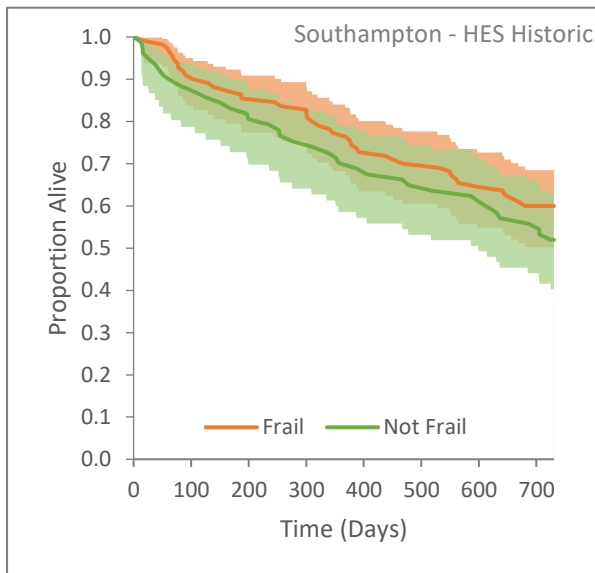 Southampton - HES Historic
1.0
0.9
0.8
0.7
0.6
0.5
0.4
0.3
0.2
0.1
0.0
Proportion Alive
Frail
Not Frail
0 100 200 300 400 500 600 700
Time (Days)